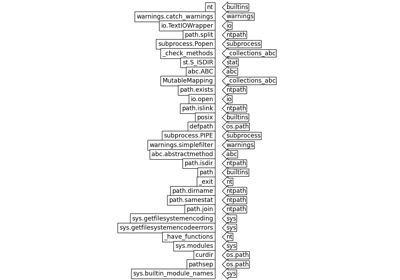 nt builtins
warnings.catch_warnings warnings
io.TextIOWrapper io
path.split ntpath
subprocess.Popen subprocess
_check_methods _collections_abc
st.S_ISDIR stat
abc.ABC abc
MutableMapping _collections_abc
path.exists ntpath
io.open io
path.islink ntpath
posix builtins
defpath os.path
subprocess.PIPE subprocess
warnings.simplefilter warnings
abc.abstractmethod abc
path.isdir ntpath
path builtins
_exit nt
path.dirname ntpath
path.samestat ntpath
path.join ntpath
sys.getfilesystemencoding sys
sys.getfilesystemencodeerrors sys
_have_functions nt
sys.modules sys
curdir os.path
pathsep os.path
sys.builtin_module_names sys